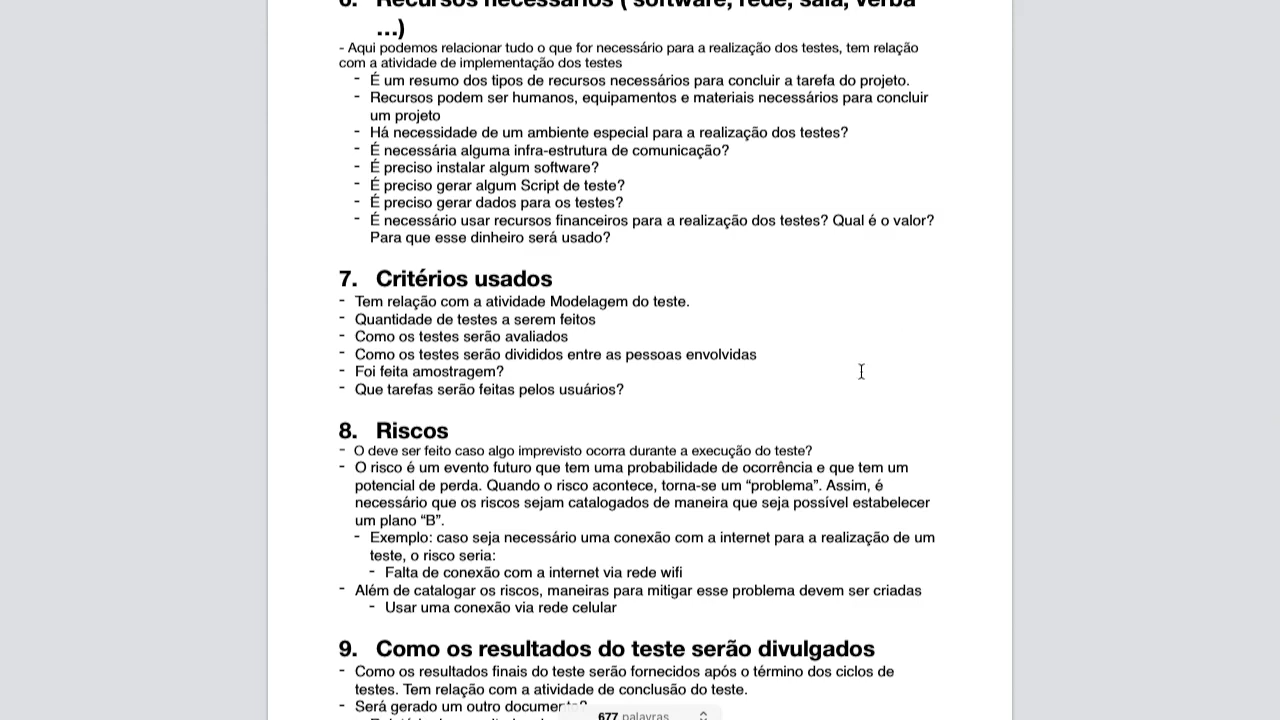 6. Recursos necessários ( software, rede, sala, verba
...)
- Aqui podemos relacionar tudo o que for necessário para a realização dos testes, tem relação
com a atividade de implementação dos testes
- É um resumo dos tipos de recursos necessários para concluir a tarefa do projeto.
- Recursos podem ser humanos, equipamentos e materiais necessários para concluir
um projeto
- Há necessidade de um ambiente especial para a realização dos testes?
- É necessária alguma infra-estrutura de comunicação?
- É preciso instalar algum software?
- É preciso gerar algum Script de teste?
- É preciso gerar dados para os testes?
- É necessário usar recursos financeiros para a realização dos testes? Qual é o valor?
Para que esse dinheiro será usado?
7. Critérios usados
- Tem relação com a atividade Modelagem do teste.
- Quantidade de testes a serem feitos
- Como os testes serão avaliados
- Como os testes serão divididos entre as pessoas envolvidas
- Foi feita amostragem?
- Que tarefas serão feitas pelos usuários?
8. Riscos
- O deve ser feito caso algo imprevisto ocorra durante a execução do teste?
- O risco é um evento futuro que tem uma probabilidade de ocorrência e que tem um
potencial de perda. Quando o risco acontece, torna-se um “problema”. Assim, é
necessário que os riscos sejam catalogados de maneira que seja possível estabelecer
um plano “B”.
- Exemplo: caso seja necessário uma conexão com a internet para a realização de um
teste, o risco seria:
- Falta de conexão com a internet via rede wifi
- Além de catalogar os riscos, maneiras para mitigar esse problema devem ser criadas
- Usar uma conexão via rede celular
9. Como os resultados do teste serão divulgados
- Como os resultados finais do teste serão fornecidos após o término dos ciclos de
testes. Tem relação com a atividade de conclusão do teste.
- Será gerado um outro documento?
677 palavras